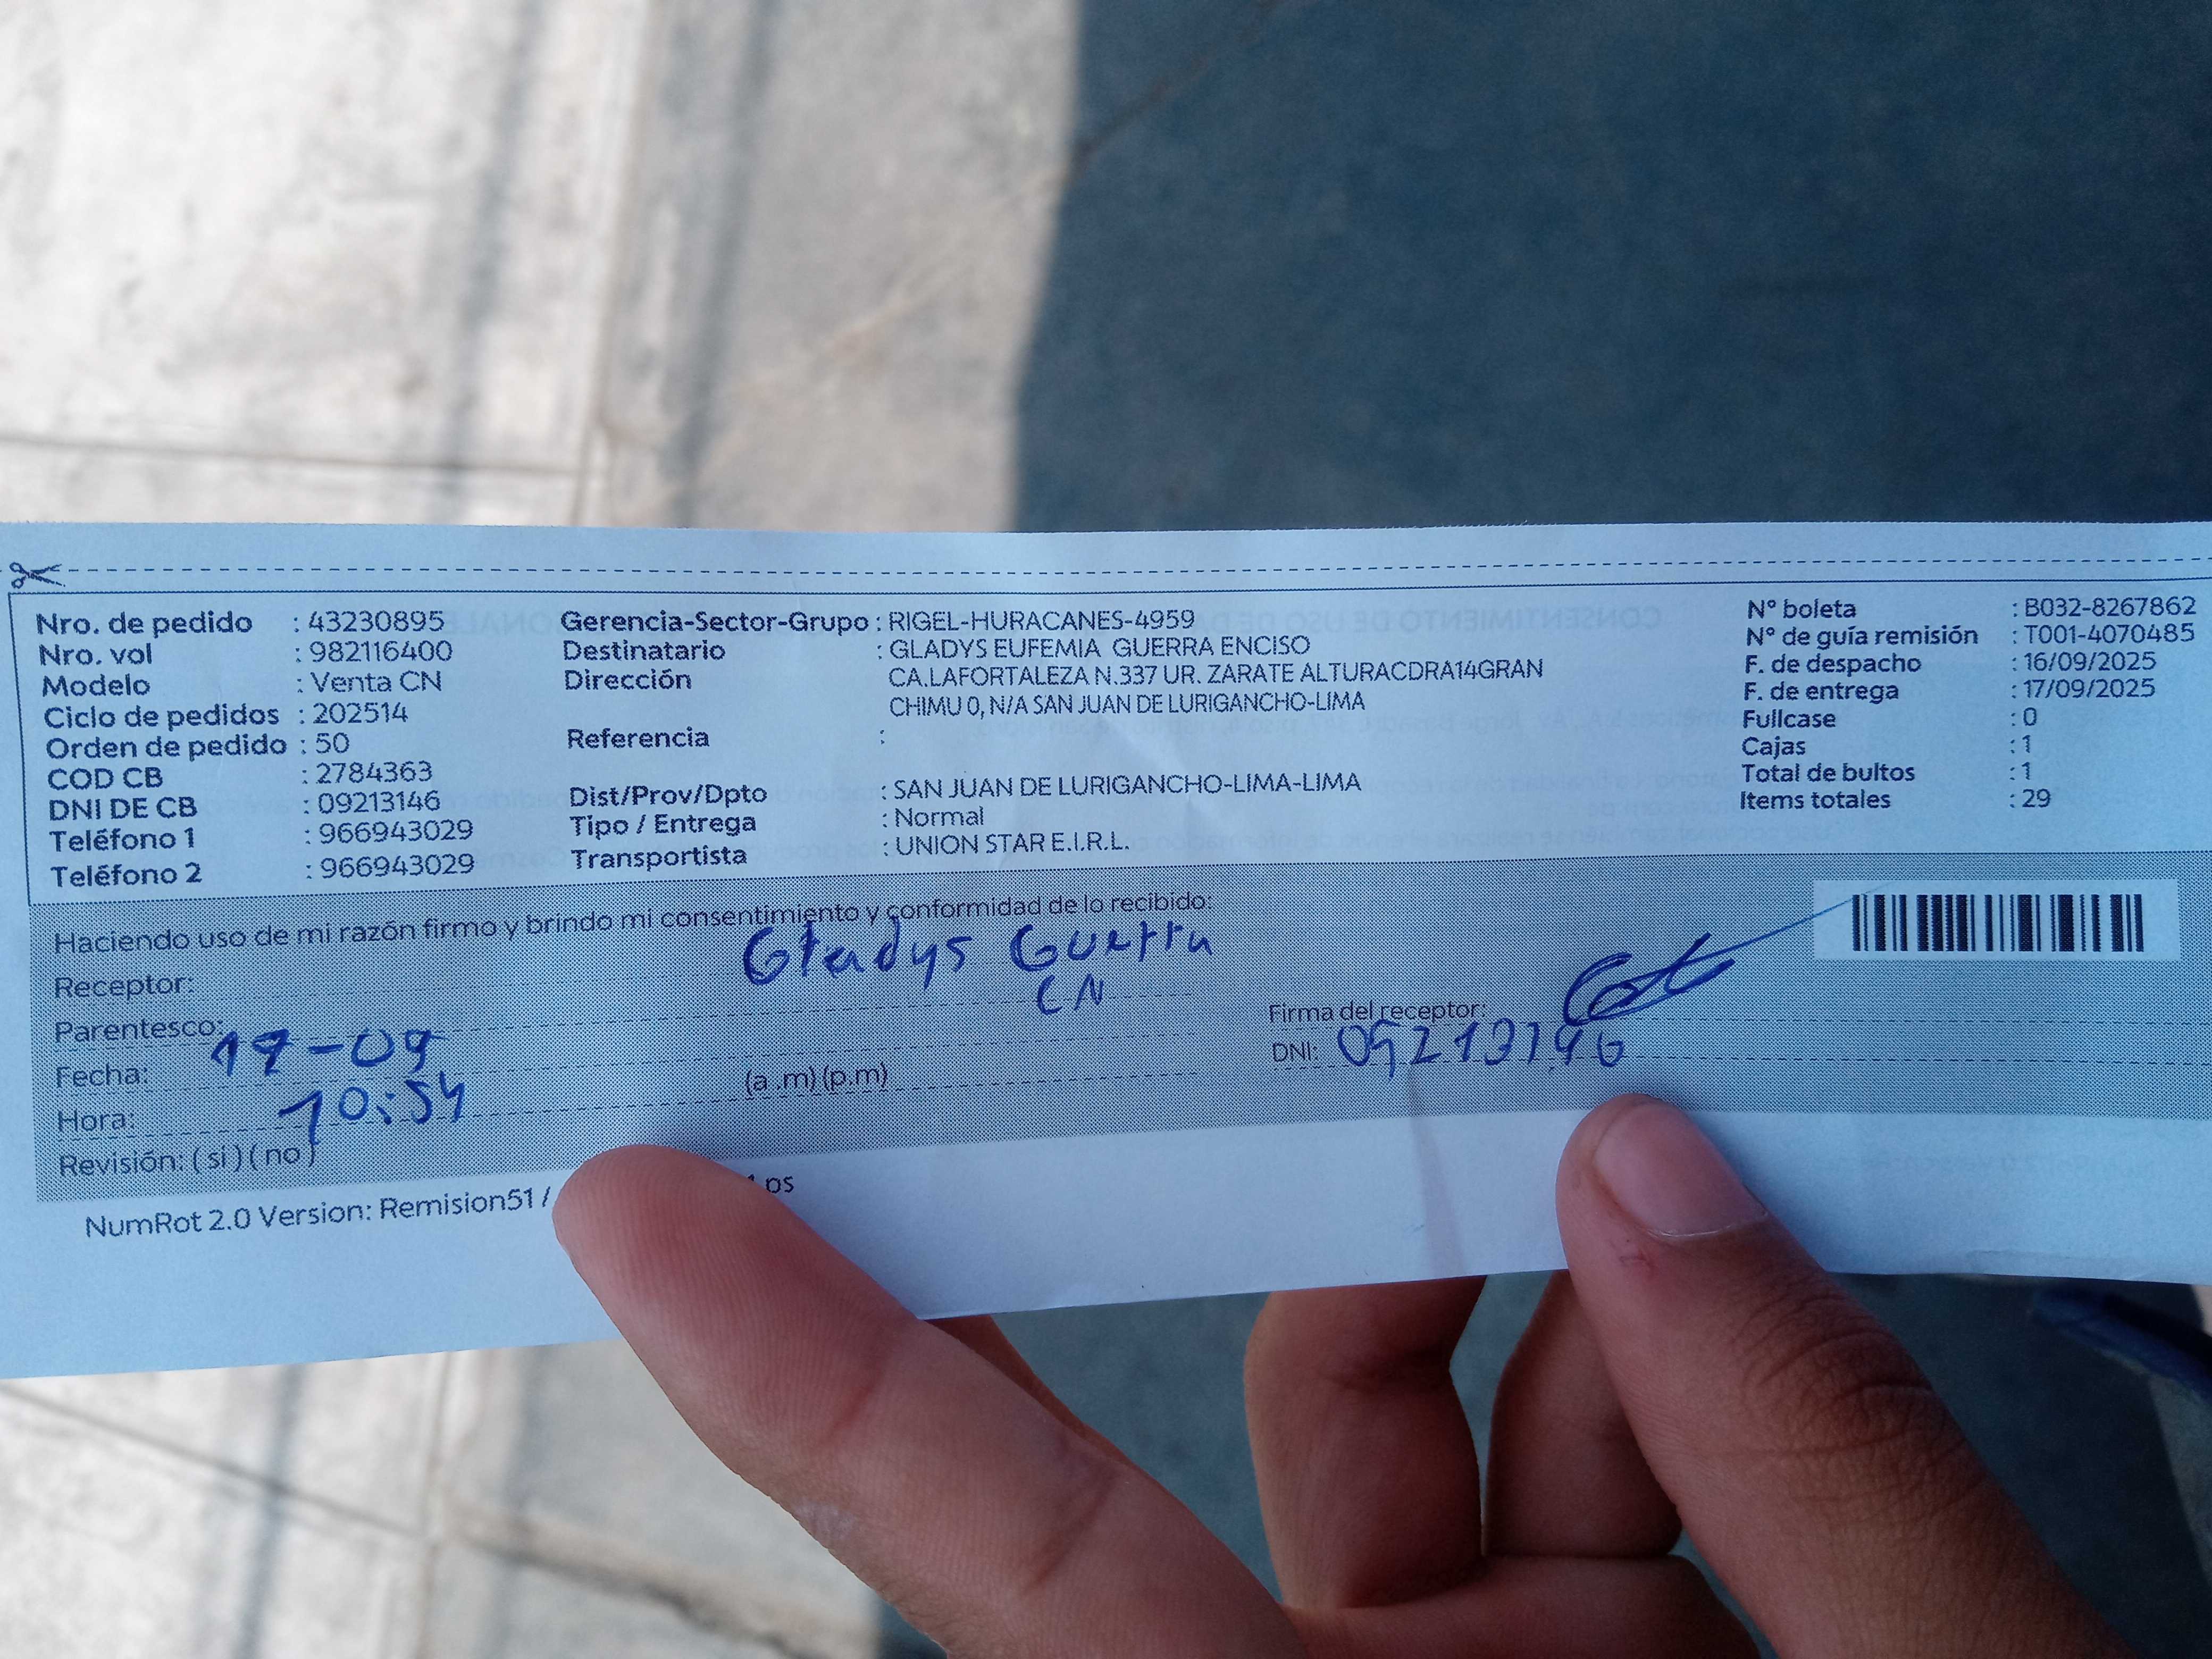 Nro. de pedido : 43230895
Nro. vol : 982116400
Modelo : Venta CN
Ciclo de pedidos : 202514
Orden de pedido : 50
COD CB : 2784363
DNI DE CB : 09213146
Teléfono 1 : 966943029
Teléfono 2 : 966943029
Gerencia-Sector-Grupo : RIGEL-HURACANES-4959
Destinatario : GLADYS EUFEMIA GUERRA ENCISO
Dirección CA.LAFORTALEZA N.337 UR. ZARATE ALTURACDRA14GRAN
CHIMU 0, N/A SAN JUAN DE LURIGANCHO-LIMA
Referencia :
Dist/Prov/Dpto : SAN JUAN DE LURIGANCHO-LIMA-LIMA
Tipo / Entrega : Normal
Transportista : UNION STAR E.I.R.L.
N° boleta : B032-8267862
N° de guía remisión : T001-4070485
F. de despacho : 16/09/2025
F. de entrega : 17/09/2025
Fullcase : 0
Cajas : 1
Total de bultos : 1
Items totales : 29
Haciendo uso de mi razón firmo y brindo mi consentimiento y conformidad de lo recibido:
Receptor: Gladys Guerra
Parentesco: CN
Fecha: 17-09
Hora: 10:54 (a .m) (p.m)
Revisión: ( si ) ( no )
Firma del receptor:
DNI: 09213146
NumRot 2.0 Version: Remision51 /